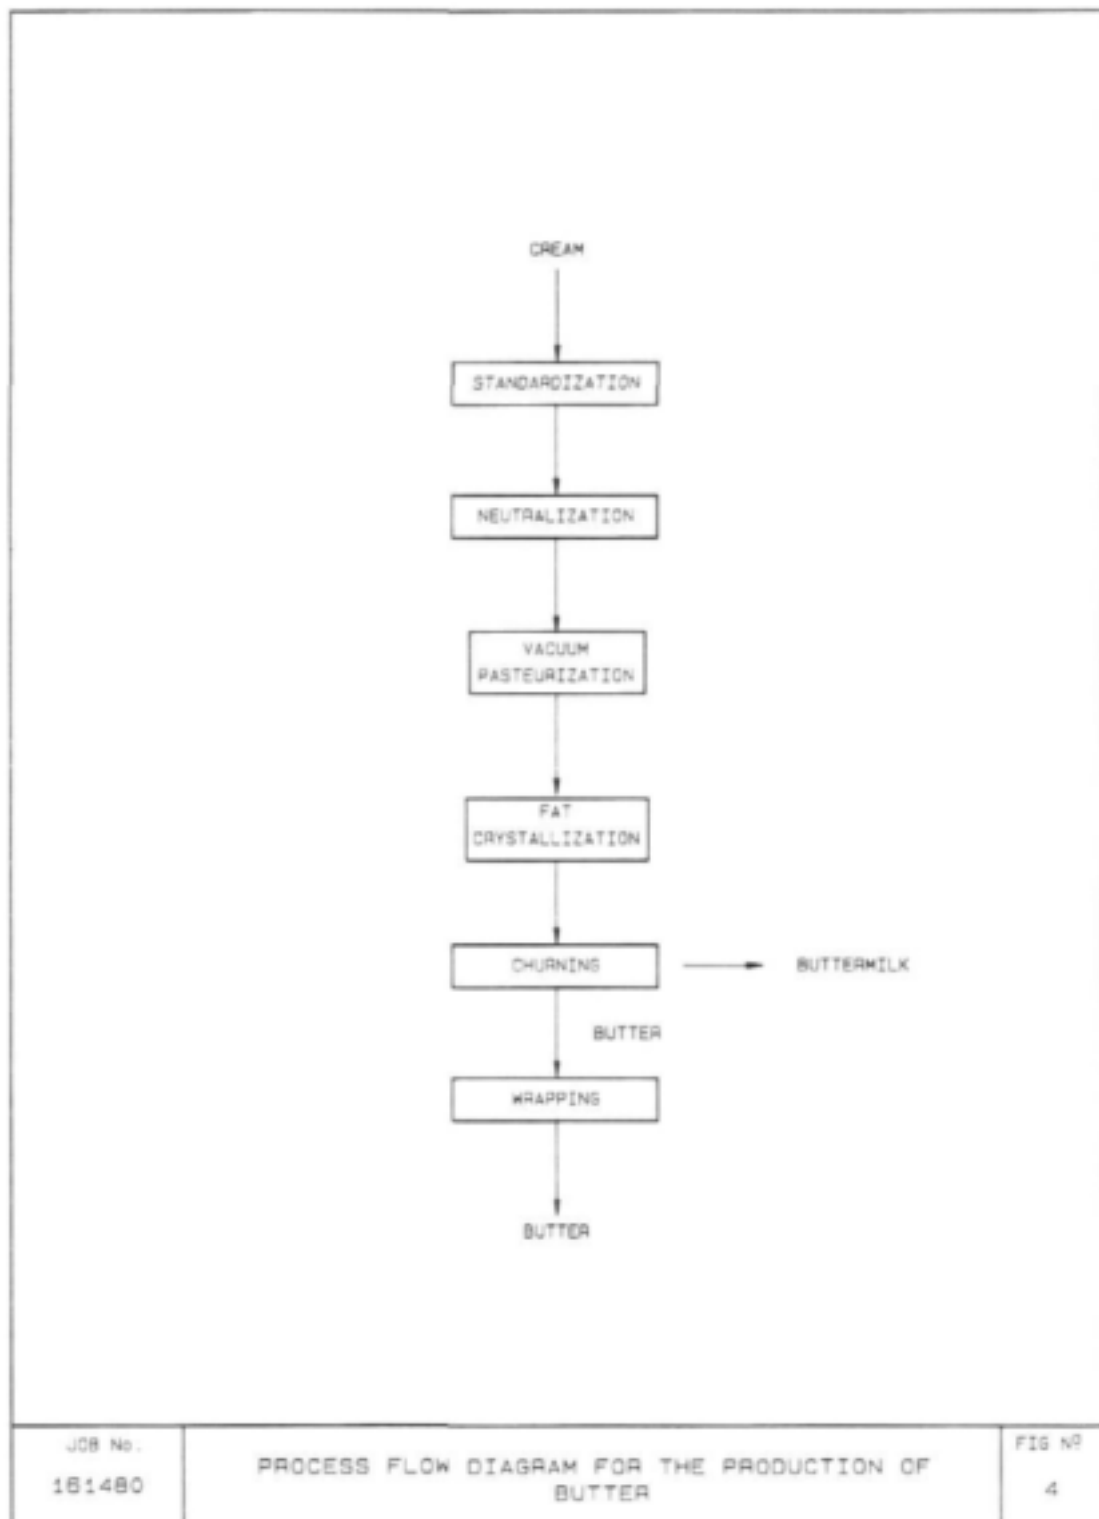 CREAM
STANDARDIZATION
NEUTRALIZATION
VACUUM
PASTEURIZATION
FAT
CRYSTALLIZATION
CHURNING
BUTTERMILK
BUTTER
WRAPPING
BUTTER
JOB No.
161480
PROCESS FLOW DIAGRAM FOR THE PRODUCTION OF
BUTTER
FIG Nº
4